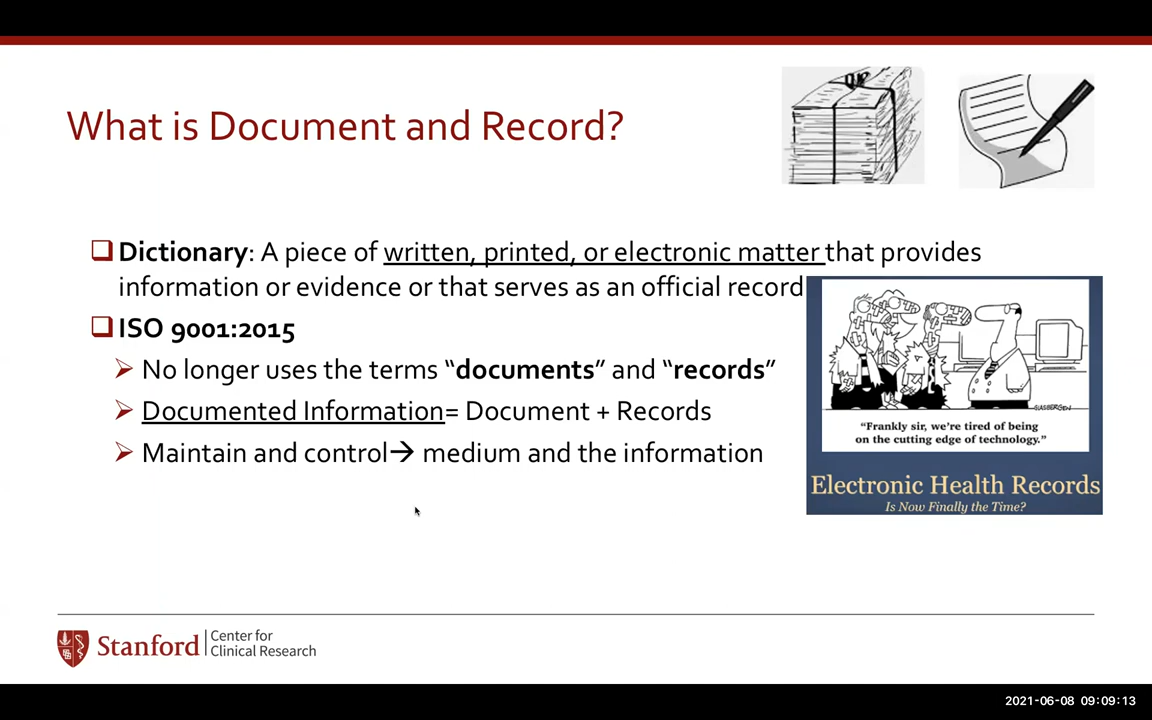 What is Document and Record?
Dictionary: A piece of written, printed, or electronic matter that provides
information or evidence or that serves as an official record
ISO 9001:2015
No longer uses the terms “documents” and “records”
Documented Information= Document + Records
Maintain and control→ medium and the information
GLASBERGEN
“Frankly sir, we’re tired of being
on the cutting edge of technology.”
Electronic Health Records
Is Now Finally the Time?
Stanford
Center for
Clinical Research
2021-06-08 09:09:13